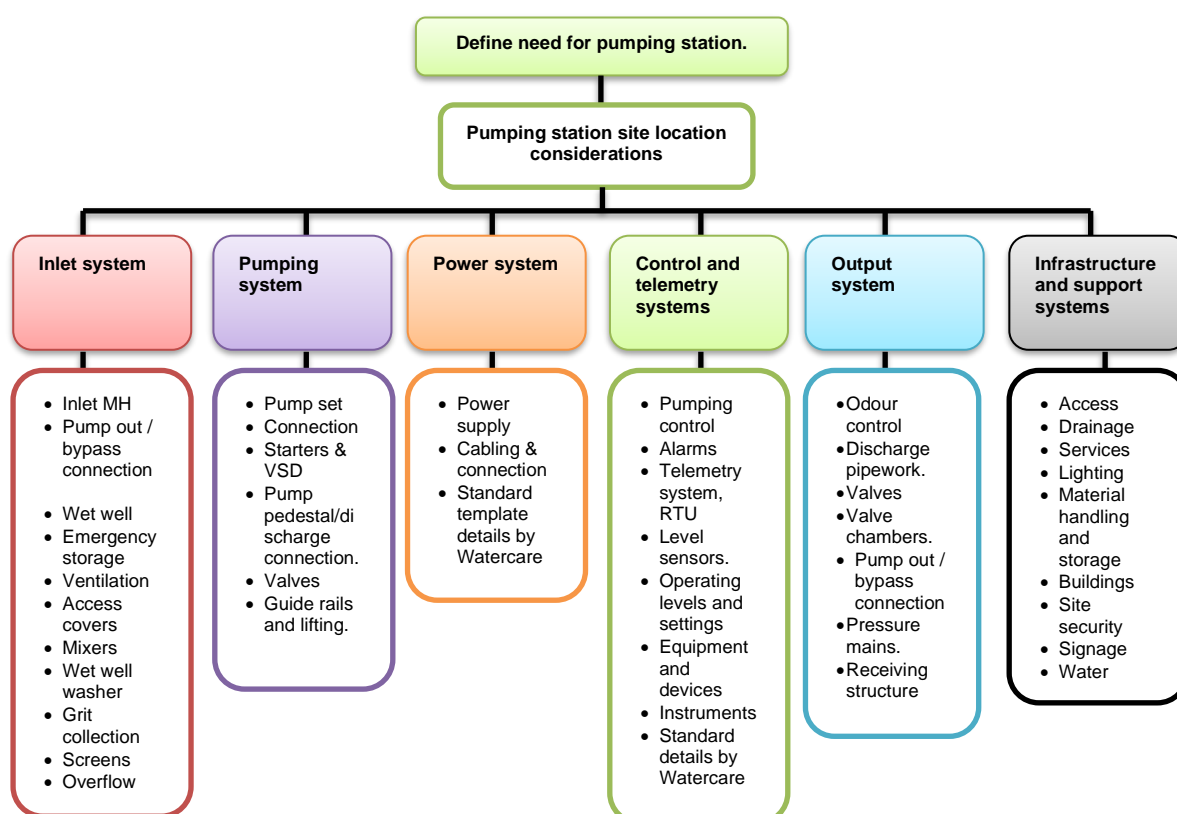 Define need for pumping station.
Pumping station site location
considerations
Inlet system
Pumping
system
Power system
Control and
telemetry
systems
Output
system
Infrastructure
and support
systems
• Inlet MH
• Pump out /
bypass
connection
• Wet well
• Emergency
storage
• Ventilation
• Access
covers
• Mixers
• Wet well
washer
• Grit
collection
• Screens
• Overflow
• Pump set
• Connection
• Starters &
VSD
• Pump
pedestal/di
scharge
connection.
• Valves
• Guide rails
and lifting.
• Power
supply
• Cabling &
connection
• Standard
template
details by
Watercare
• Pumping
control
• Alarms
• Telemetry
system,
RTU
• Level
sensors.
• Operating
levels and
settings
• Equipment
and
devices
• Instruments
• Standard
details by
Watercare
•Odour
control
•Discharge
pipework.
•Valves
•Valve
chambers.
• Pump out /
bypass
connection
•Pressure
mains.
•Receiving
structure
• Access
• Drainage
• Services
• Lighting
• Material
handling
and
storage
• Buildings
• Site
security
• Signage
• Water